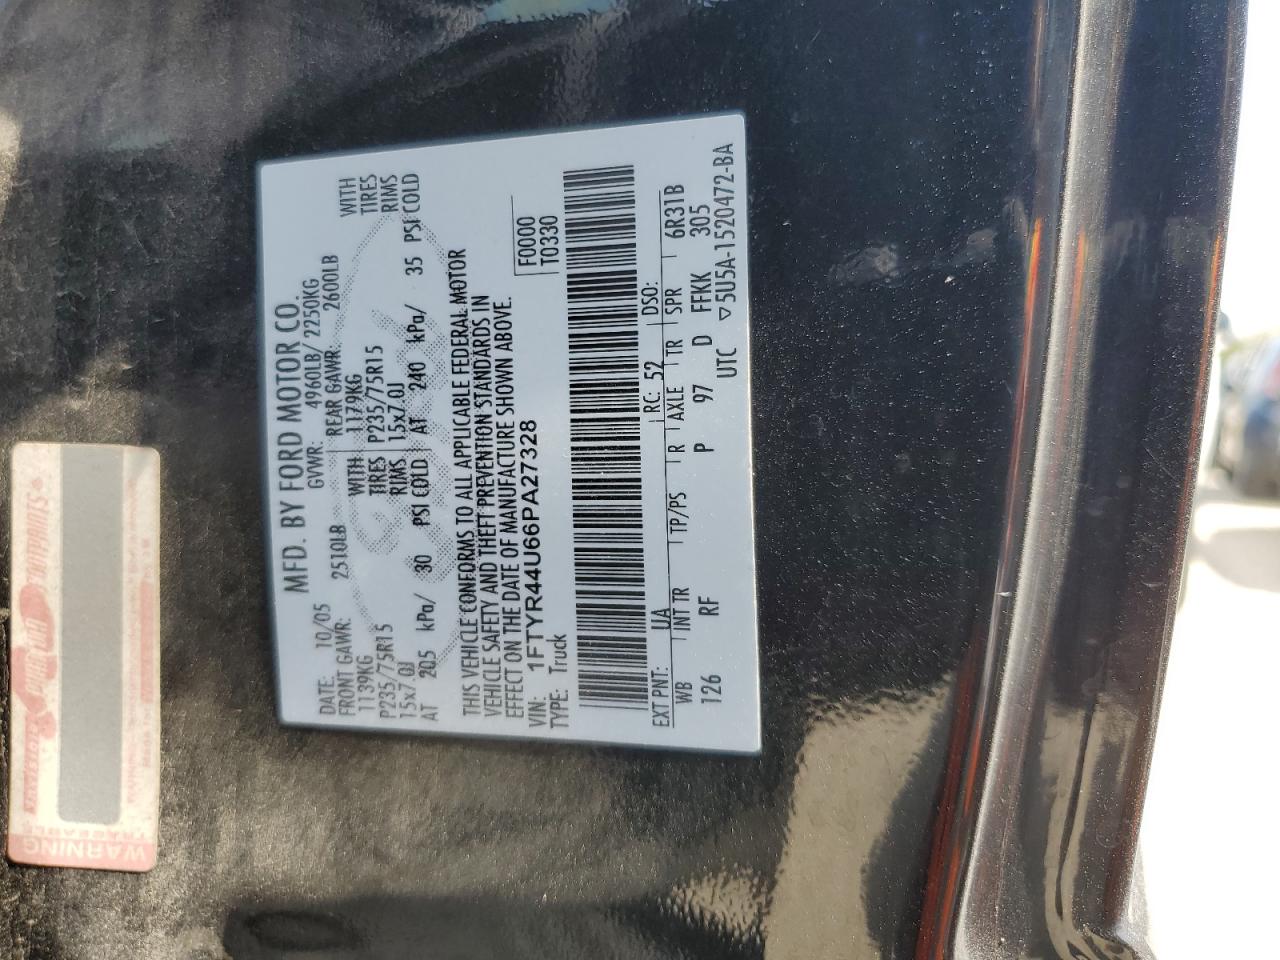 MFD. BY FORD MOTOR CO.
DATE: 10/05 GVWR: 4960LB/ 2250KG
FRONT GAWR: 2510LB REAR GAWR: 2600LB
1139KG WITH 1179KG WITH
P235/75R15 TIRES P235/75R15 TIRES
15x7.0J RIMS 15x7.0J RIMS
AT 205 kPa/ 30 PSI COLD AT 240 kPa/ 35 PSI COLD
THIS VEHICLE CONFORMS TO ALL APPLICABLE FEDERAL MOTOR
VEHICLE SAFETY AND THEFT PREVENTION STANDARDS IN
EFFECT ON THE DATE OF MANUFACTURE SHOWN ABOVE.
VIN: 1FTYR44U66PA27328 F0000
TYPE: Truck T0330
EXT PNT: UA RC: 52 DSO:
WB INT TR TP/PS R AXLE TR SPR 6R31B
126 RF P 97 D FFKK 305
UTC ▽5U5A-1520472-BA
WARNING
TRACEABLE